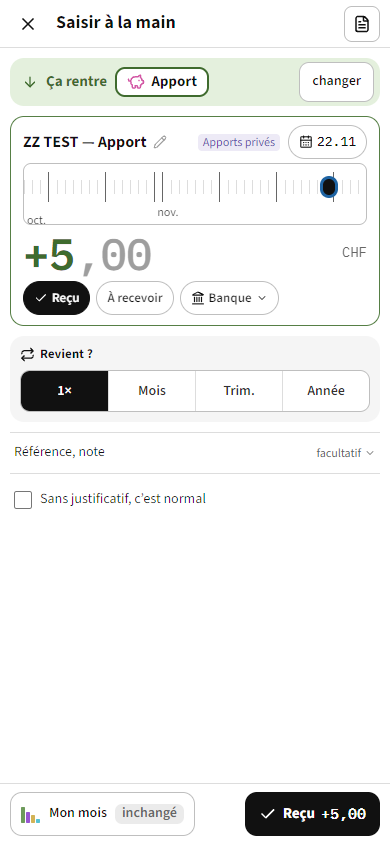 Saisir à la main
Ça rentre Apport changer
ZZ TEST — Apport Apports privés 22.11
nov.
oct.
+5,00 CHF
Reçu À recevoir Banque
Revient ?
1× Mois Trim. Année
Référence, note facultatif
Sans justificatif, c'est normal
Mon mois inchangé Reçu +5,00